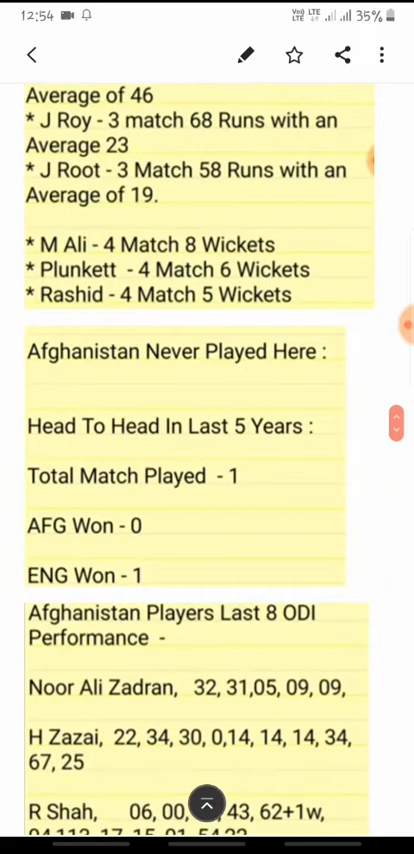 12:54
Vo) LTE
LTE
35%
Average of 46
* J Roy - 3 match 68 Runs with an
Average 23
* J Root - 3 Match 58 Runs with an
Average of 19.
* M Ali - 4 Match 8 Wickets
* Plunkett - 4 Match 6 Wickets
* Rashid - 4 Match 5 Wickets
Afghanistan Never Played Here :
Head To Head In Last 5 Years :
Total Match Played - 1
AFG Won - 0
ENG Won - 1
Afghanistan Players Last 8 ODI
Performance -
Noor Ali Zadran, 32, 31,05, 09, 09,
H Zazai, 22, 34, 30, 0,14, 14, 14, 34,
67, 25
R Shah, 06, 00, 43, 62+1w,